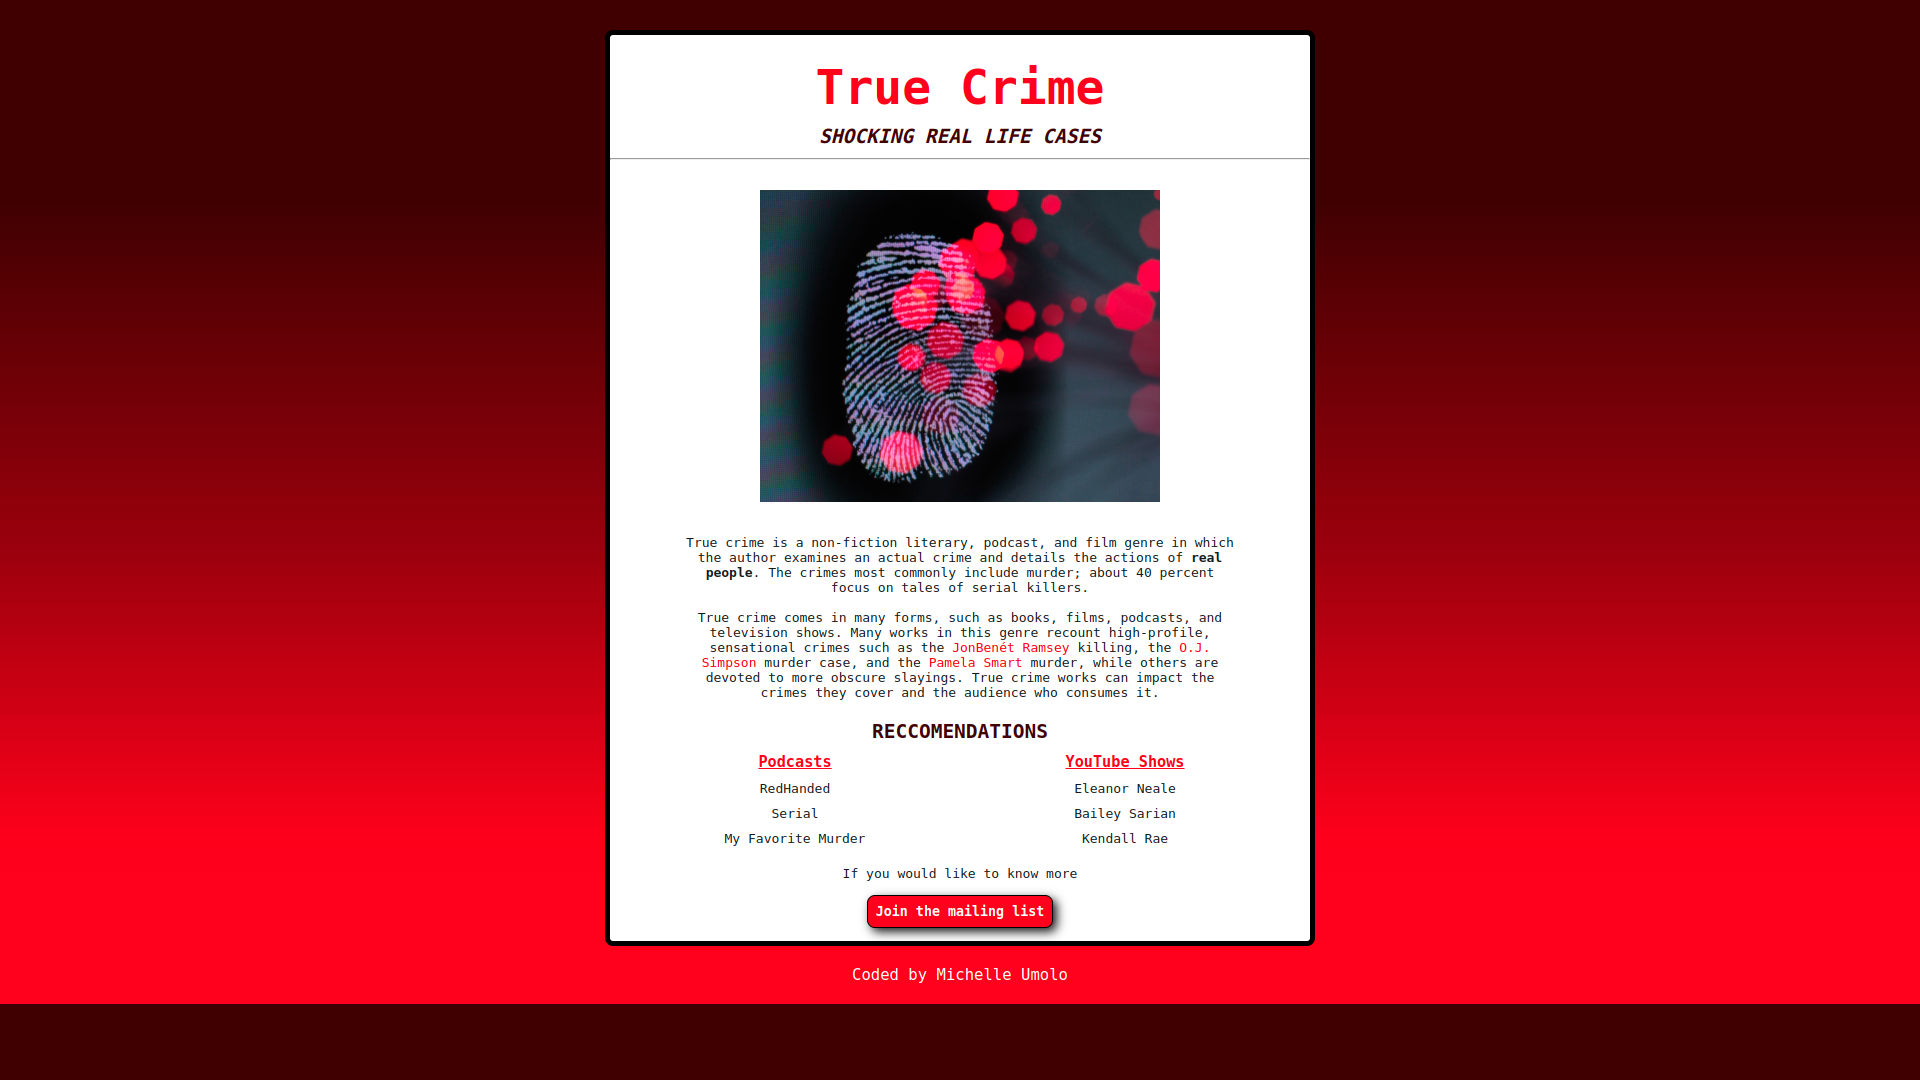 True Crime
SHOCKING REAL LIFE CASES
True crime is a non-fiction literary, podcast, and film genre in which
the author examines an actual crime and details the actions of real
people. The crimes most commonly include murder; about 40 percent
focus on tales of serial killers.
True crime comes in many forms, such as books, films, podcasts, and
television shows. Many works in this genre recount high-profile,
sensational crimes such as the JonBenét Ramsey killing, the O.J.
Simpson murder case, and the Pamela Smart murder, while others are
devoted to more obscure slayings. True crime works can impact the
crimes they cover and the audience who consumes it.
RECCOMENDATIONS
Podcasts
RedHanded
Serial
My Favorite Murder
YouTube Shows
Eleanor Neale
Bailey Sarian
Kendall Rae
If you would like to know more
Join the mailing list
Coded by Michelle Umolo